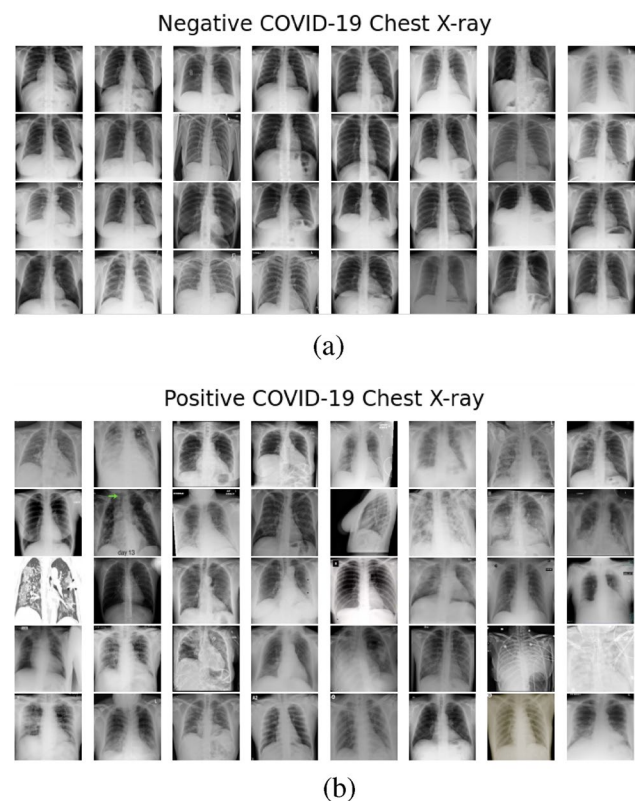 Negative COVID-19 Chest X-ray
(a)
Positive COVID-19 Chest X-ray
day 13
(b)